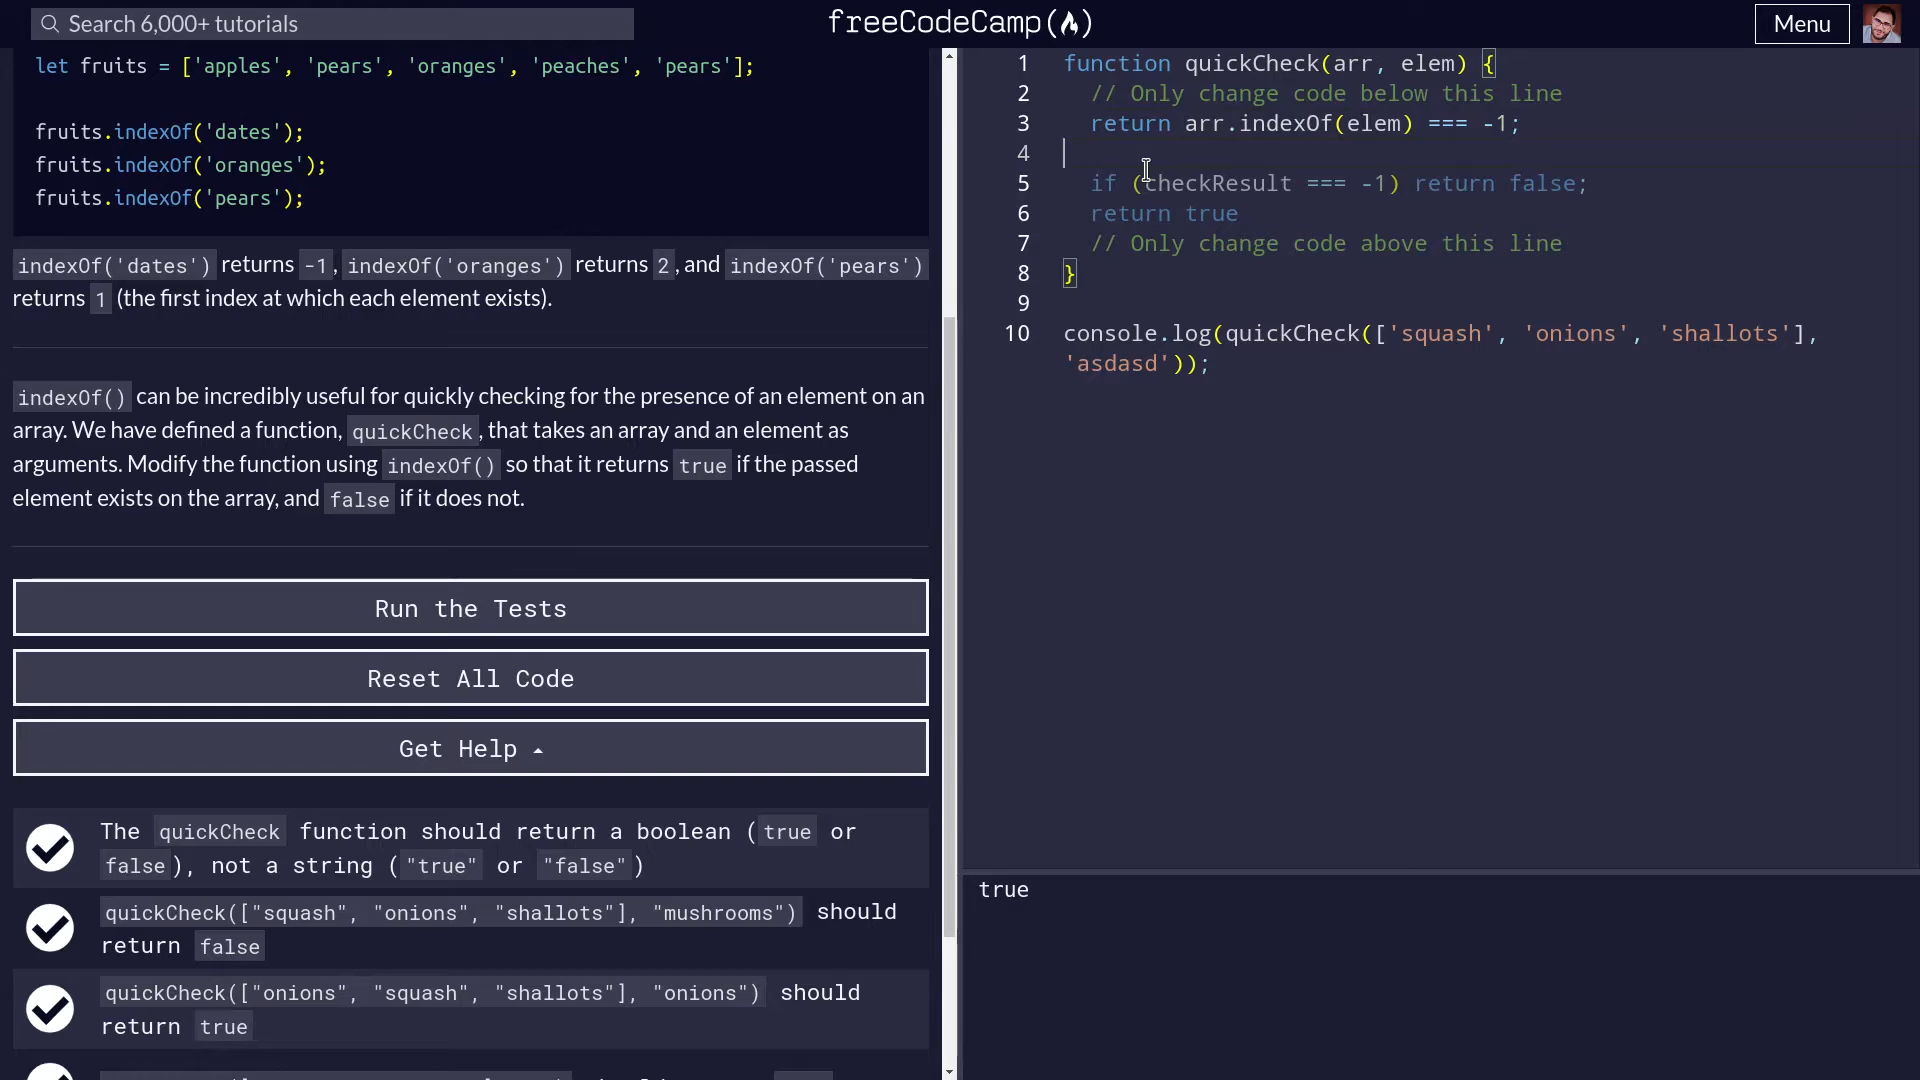 Search 6,000+ tutorials
freeCodeCamp
Menu
let fruits = ['apples', 'pears', 'oranges', 'peaches', 'pears'];
fruits.indexOf('dates');
fruits.indexOf('oranges');
fruits.indexOf('pears');
indexOf('dates') returns -1, indexOf('oranges') returns 2, and indexOf('pears')
returns 1 (the first index at which each element exists).
indexOf() can be incredibly useful for quickly checking for the presence of an element on an
array. We have defined a function, quickCheck, that takes an array and an element as
arguments. Modify the function using indexOf() so that it returns true if the passed
element exists on the array, and false if it does not.
Run the Tests
Reset All Code
Get Help
The quickCheck function should return a boolean (true or
false), not a string ("true" or "false")
quickCheck(["squash", "onions", "shallots"], "mushrooms") should
return false
quickCheck(["onions", "squash", "shallots"], "onions") should
return true
1 function quickCheck(arr, elem) {
2 // Only change code below this line
3 return arr.indexOf(elem) === -1;
4
5 if (checkResult === -1) return false;
6 return true
7 // Only change code above this line
8 }
9
10 console.log(quickCheck(['squash', 'onions', 'shallots'],
'asdasd'));
true